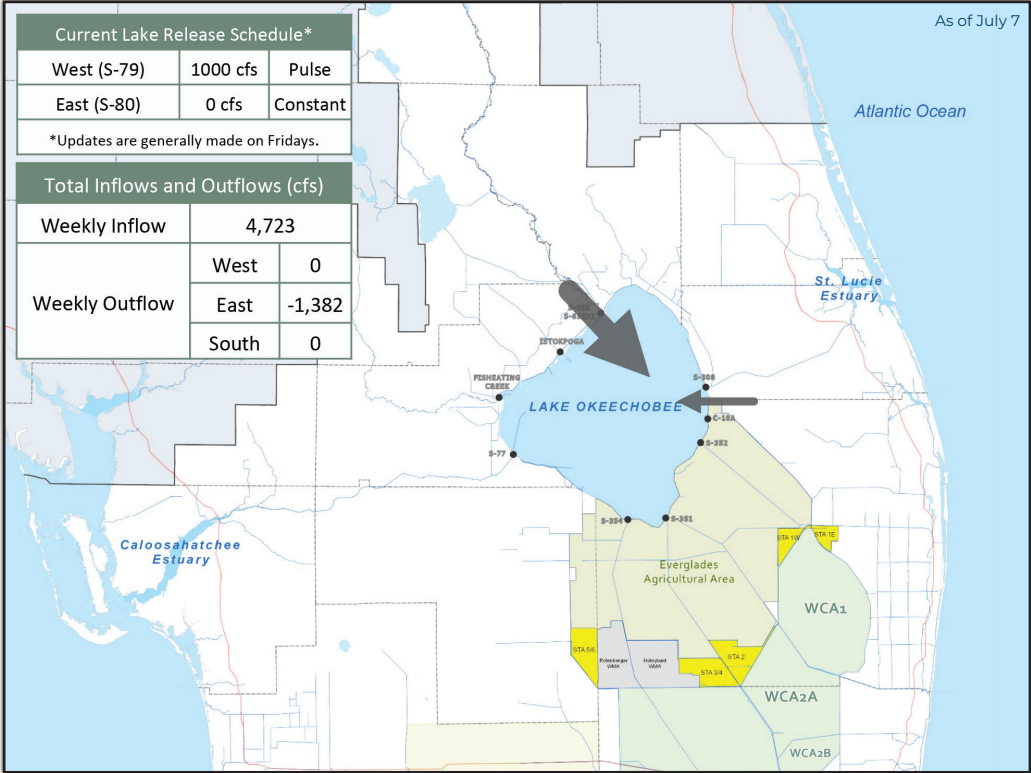 As of July 7
Current Lake Release Schedule*
West (S-79) 1000 cfs Pulse
East (S-80) 0 cfs Constant
*Updates are generally made on Fridays.
Total Inflows and Outflows (cfs)
Weekly Inflow 4,723
Weekly Outflow
West 0
East -1,382
South 0
Atlantic Ocean
St. Lucie
Estuary
ISTOKPOGA
FISHEATING
CREEK
LAKE OKEECHOBEE
C-10A
S-352
S-77
S-354
S-351
Caloosahatchee
Estuary
Everglades
Agricultural Area
STA 1W
STA 1E
WCA1
STA 5/6
Rotenberger
WMA
Holeyland
WMA
STA 2
STA 3/4
WCA2A
WCA2B